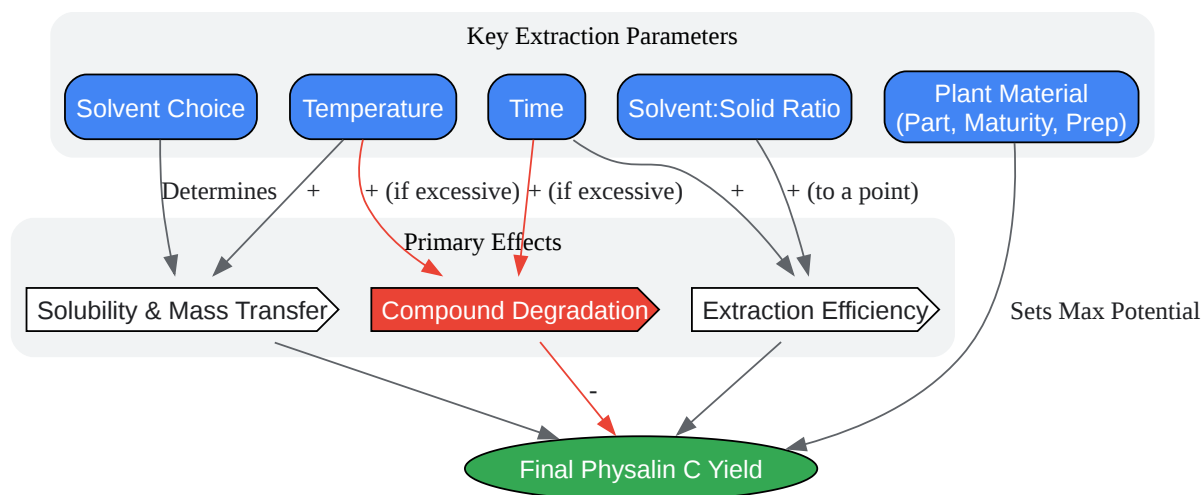 Key Extraction Parameters
Solvent Choice
Temperature
Time
Solvent:Solid Ratio
Plant Material
(Part, Maturity, Prep)
Determines
+
+ (if excessive)
+ (if excessive)
+
+ (to a point)
Primary Effects
Solubility & Mass Transfer
Compound Degradation
Extraction Efficiency
Sets Max Potential
-
Final Physalin C Yield